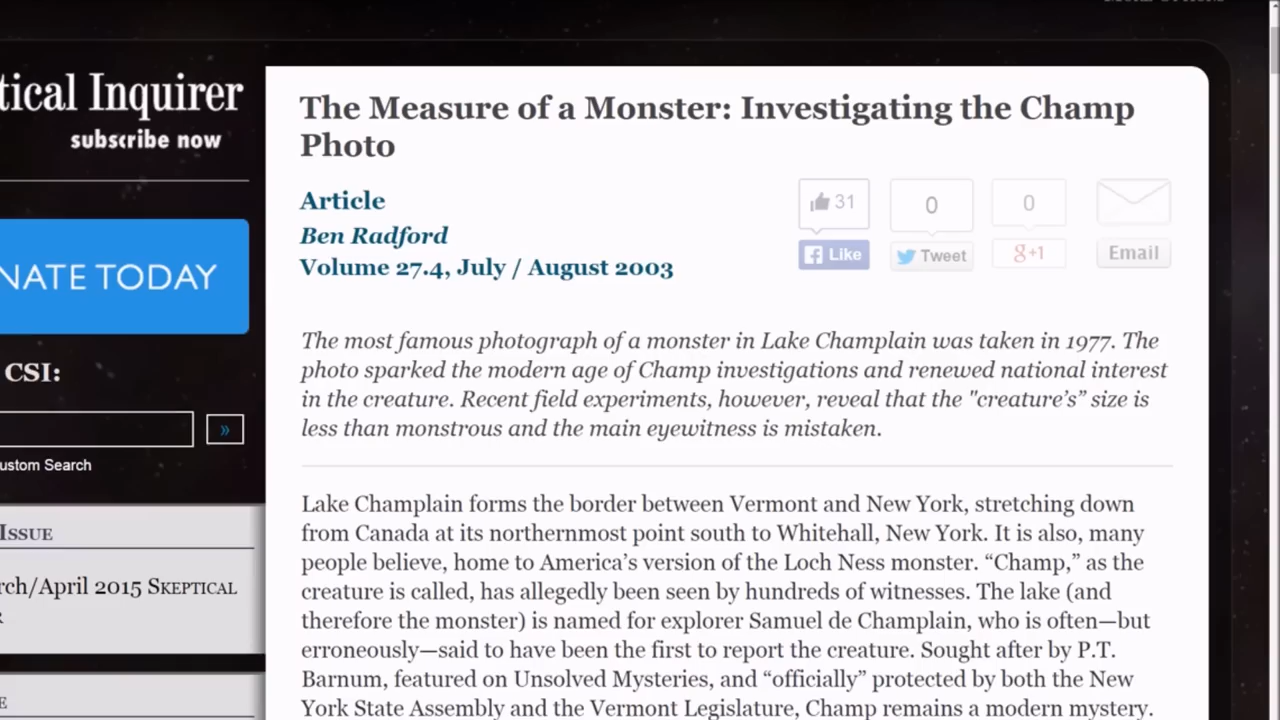 tical Inquirer
subscribe now
NATE TODAY
CSI:
»
ustom Search
ISSUE
rch/April 2015 SKEPTICAL
R
E
The Measure of a Monster: Investigating the Champ
Photo
Article
Ben Radford
Volume 27.4, July / August 2003
31
0
0
Like
Tweet
g+1
Email
The most famous photograph of a monster in Lake Champlain was taken in 1977. The
photo sparked the modern age of Champ investigations and renewed national interest
in the creature. Recent field experiments, however, reveal that the "creature’s” size is
less than monstrous and the main eyewitness is mistaken.
Lake Champlain forms the border between Vermont and New York, stretching down
from Canada at its northernmost point south to Whitehall, New York. It is also, many
people believe, home to America’s version of the Loch Ness monster. “Champ,” as the
creature is called, has allegedly been seen by hundreds of witnesses. The lake (and
therefore the monster) is named for explorer Samuel de Champlain, who is often—but
erroneously—said to have been the first to report the creature. Sought after by P.T.
Barnum, featured on Unsolved Mysteries, and “officially” protected by both the New
York State Assembly and the Vermont Legislature, Champ remains a modern mystery.